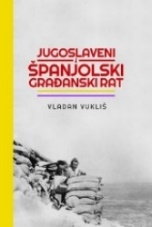 JUGOSLAVENI
I
ŠPANJOLSKI
GRAĐANSKI RAT
VLADAN VUKLIŠ